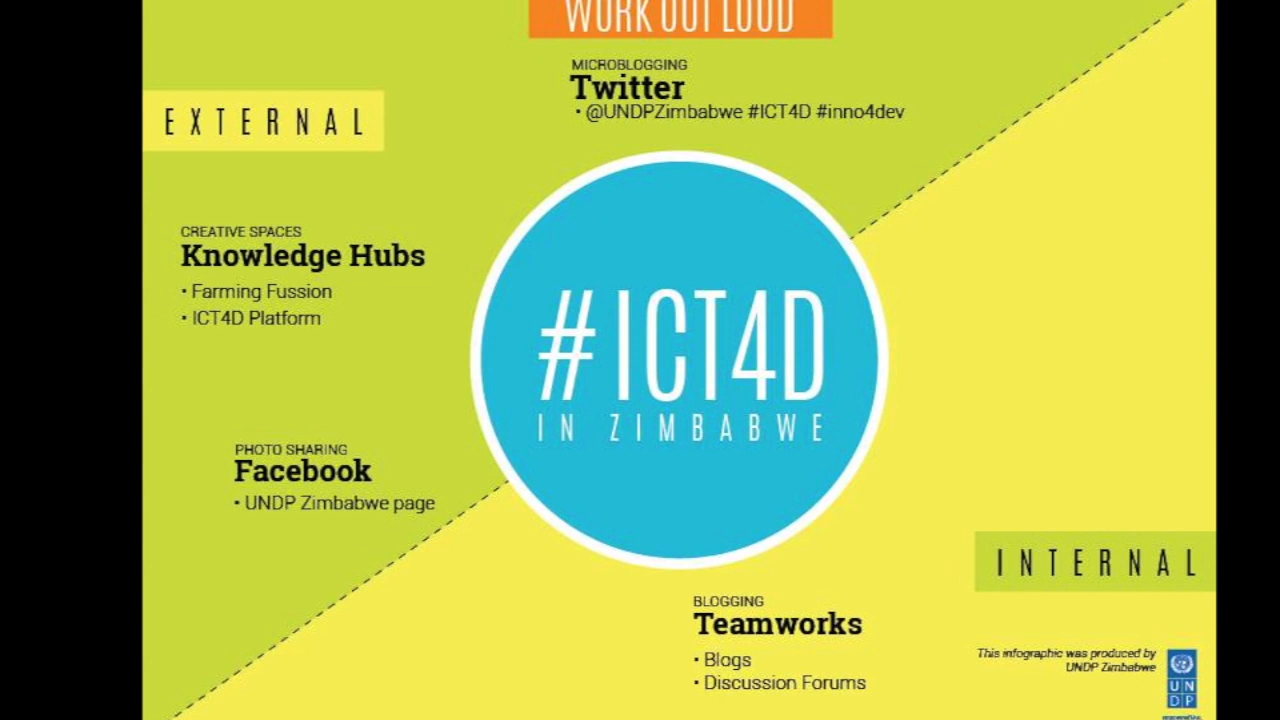 WORK OUT LOUD
MICROBLOGGING
Twitter
• @UNDPZimbabwe #ICT4D #inno4dev
EXTERNAL
CREATIVE SPACES
Knowledge Hubs
• Farming Fussion
• ICT4D Platform
#ICT4D
IN ZIMBABWE
PHOTO SHARING
Facebook
• UNDP Zimbabwe page
INTERNAL
BLOGGING
Teamworks
• Blogs
• Discussion Forums
This infographic was produced by
UNDP Zimbabwe
UN
DP